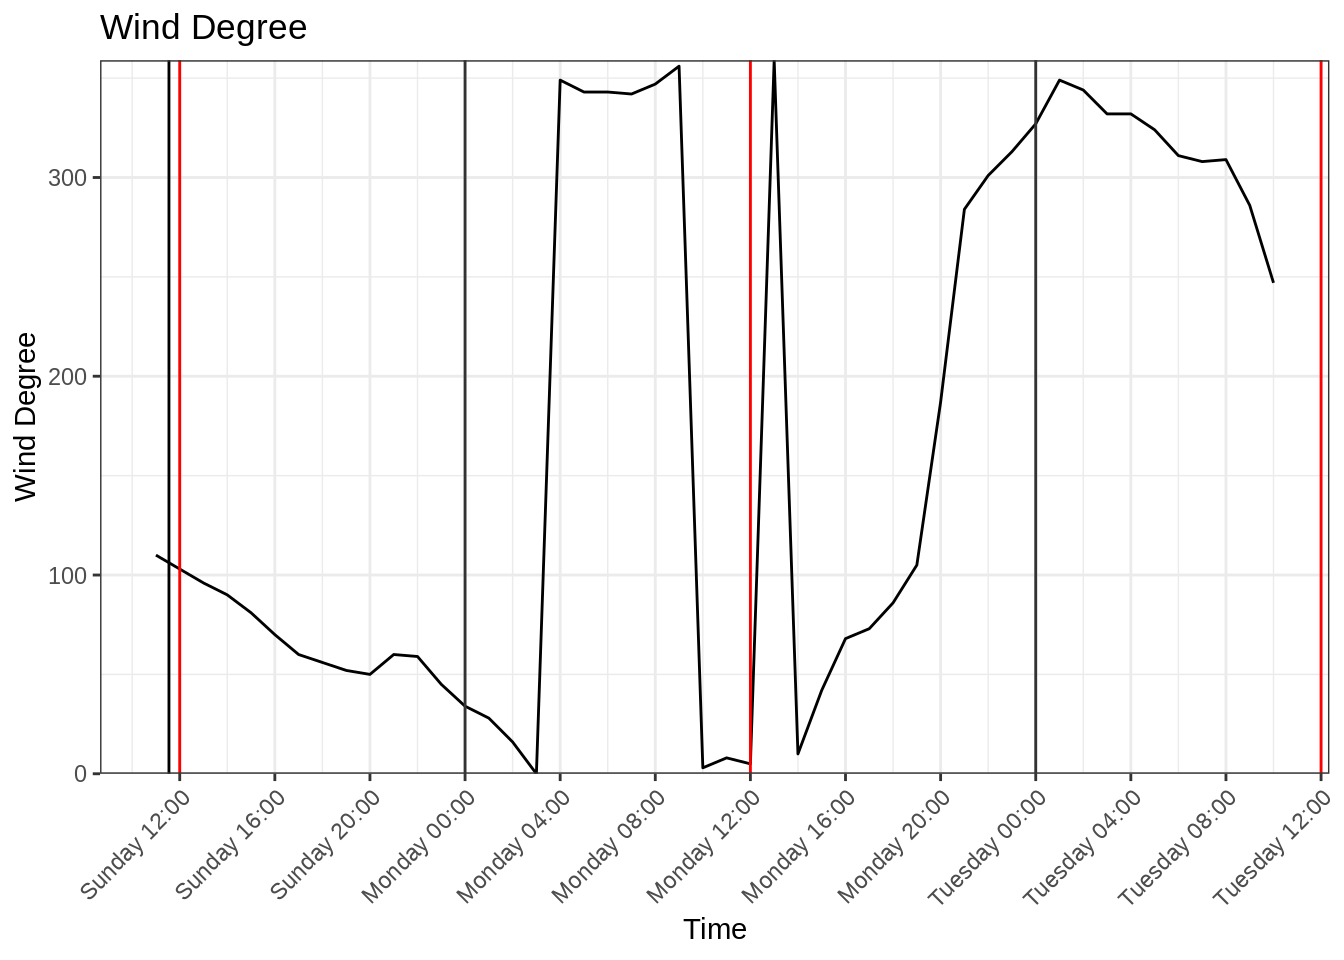 Wind Degree
Wind Degree
300
200
100
0
Sunday 12:00
Sunday 16:00
Sunday 20:00
Monday 00:00
Monday 04:00
Monday 08:00
Monday 12:00
Monday 16:00
Monday 20:00
Tuesday 00:00
Tuesday 04:00
Tuesday 08:00
Tuesday 12:00
Time